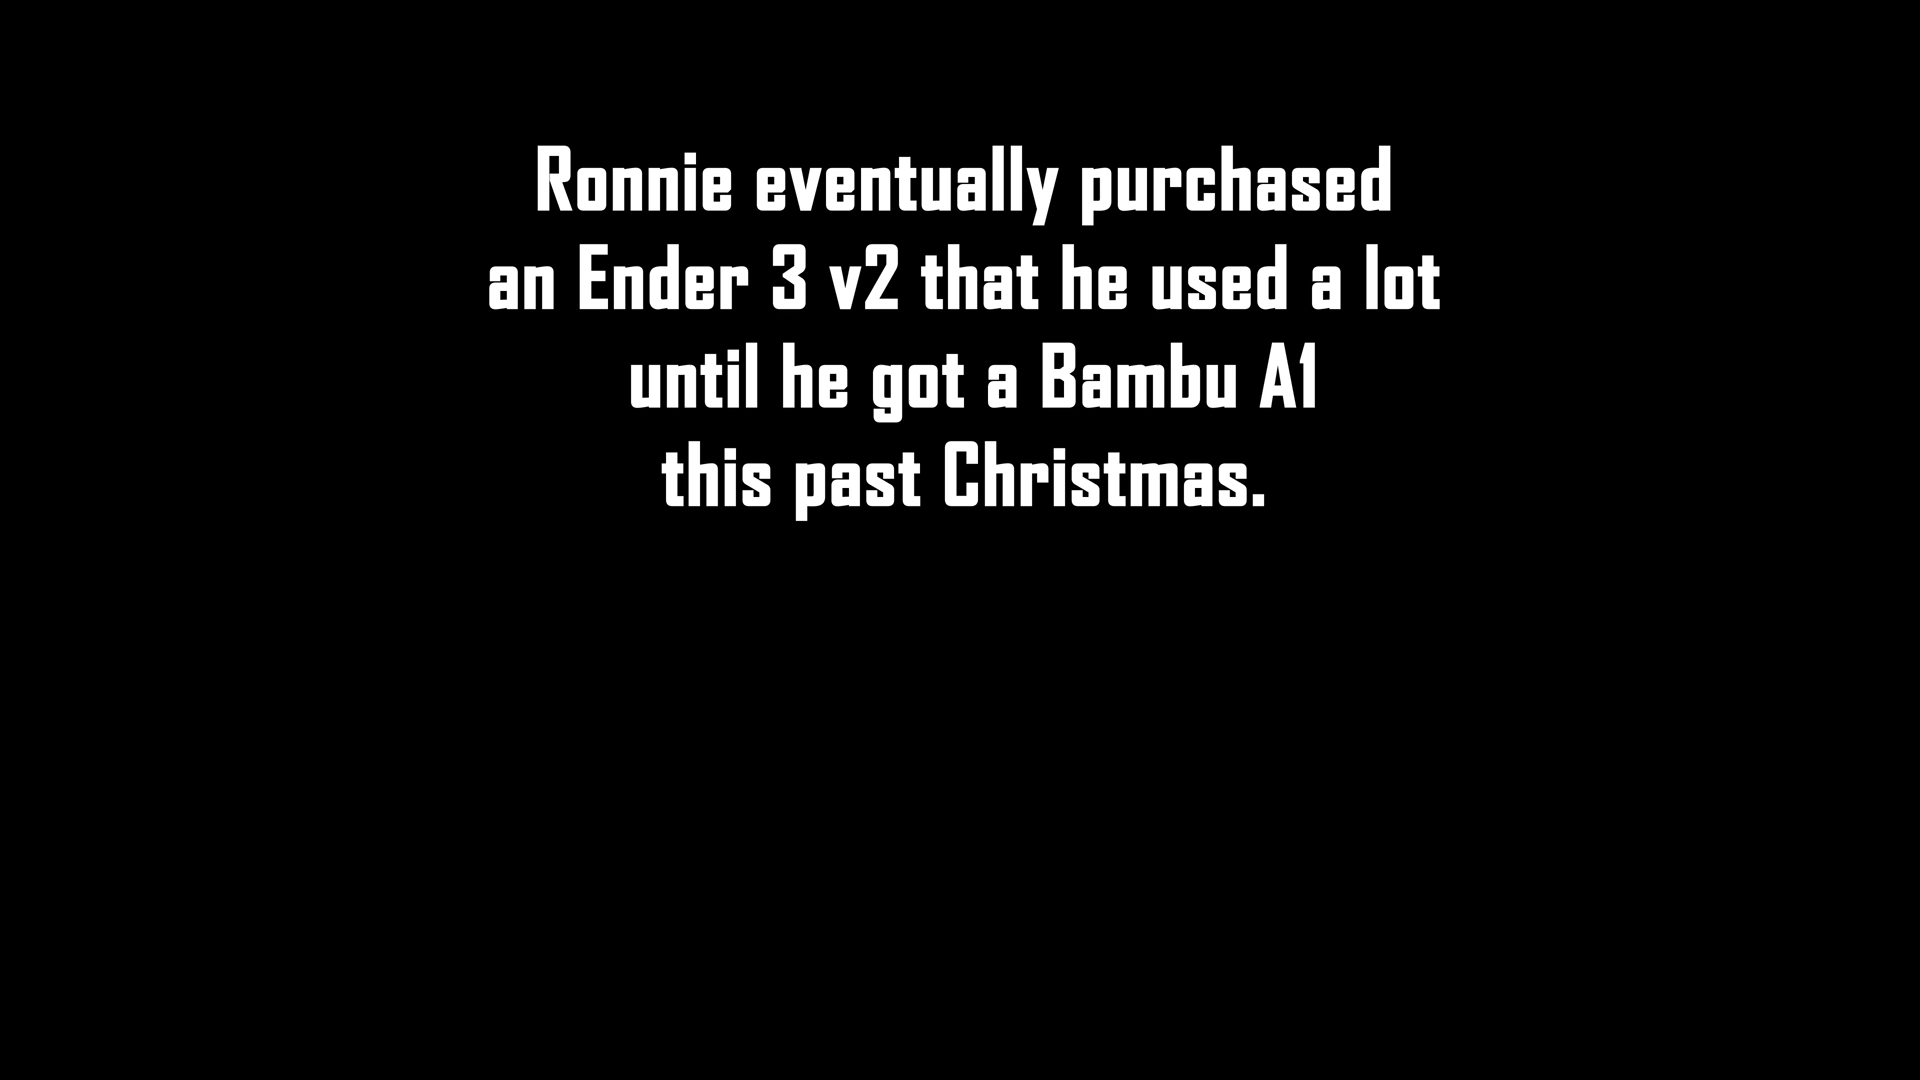 Ronnie eventually purchased
an Ender 3 v2 that he used a lot
until he got a Bambu A1
this past Christmas.